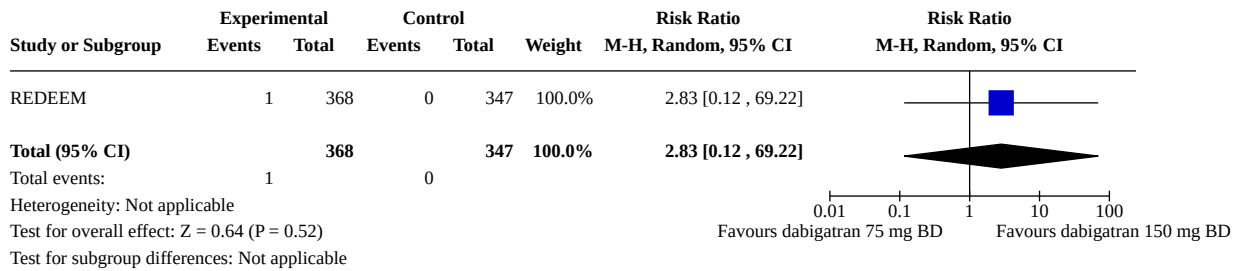 Experimental Control Risk Ratio Risk Ratio
Study or Subgroup Events Total Events Total Weight M-H, Random, 95% CI M-H, Random, 95% CI
REDEEM 1 368 0 347 100.0% 2.83 [0.12 , 69.22]
Total (95% CI) 368 347 100.0% 2.83 [0.12 , 69.22]
Total events: 1 0
Heterogeneity: Not applicable
0.01 0.1 1 10 100
Test for overall effect: Z = 0.64 (P = 0.52) Favours dabigatran 75 mg BD Favours dabigatran 150 mg BD
Test for subgroup differences: Not applicable